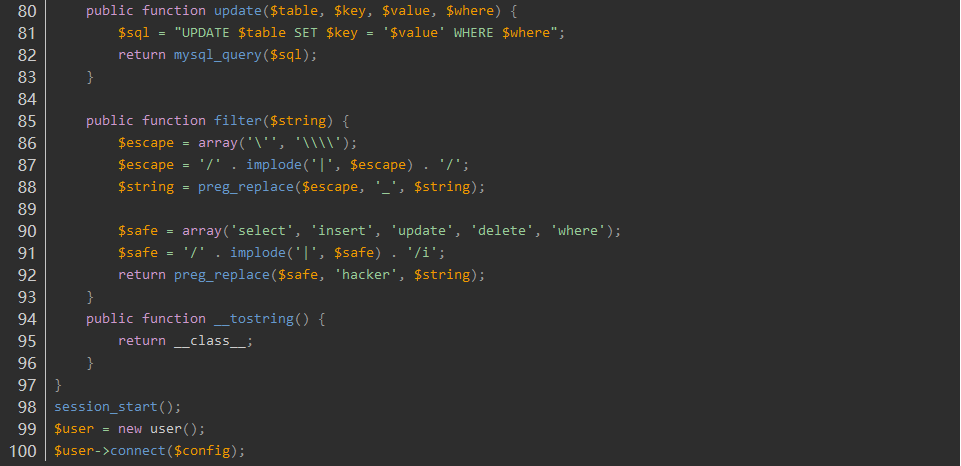 80 public function update($table, $key, $value, $where) {
81 $sql = "UPDATE $table SET $key = '$value' WHERE $where";
82 return mysql_query($sql);
83 }
84
85 public function filter($string) {
86 $escape = array('\'', '\\\\');
87 $escape = '/' . implode('|', $escape) . '/';
88 $string = preg_replace($escape, '_', $string);
89
90 $safe = array('select', 'insert', 'update', 'delete', 'where');
91 $safe = '/' . implode('|', $safe) . '/i';
92 return preg_replace($safe, 'hacker', $string);
93 }
94 public function __tostring() {
95 return __class__;
96 }
97 }
98 session_start();
99 $user = new user();
100 $user->connect($config);